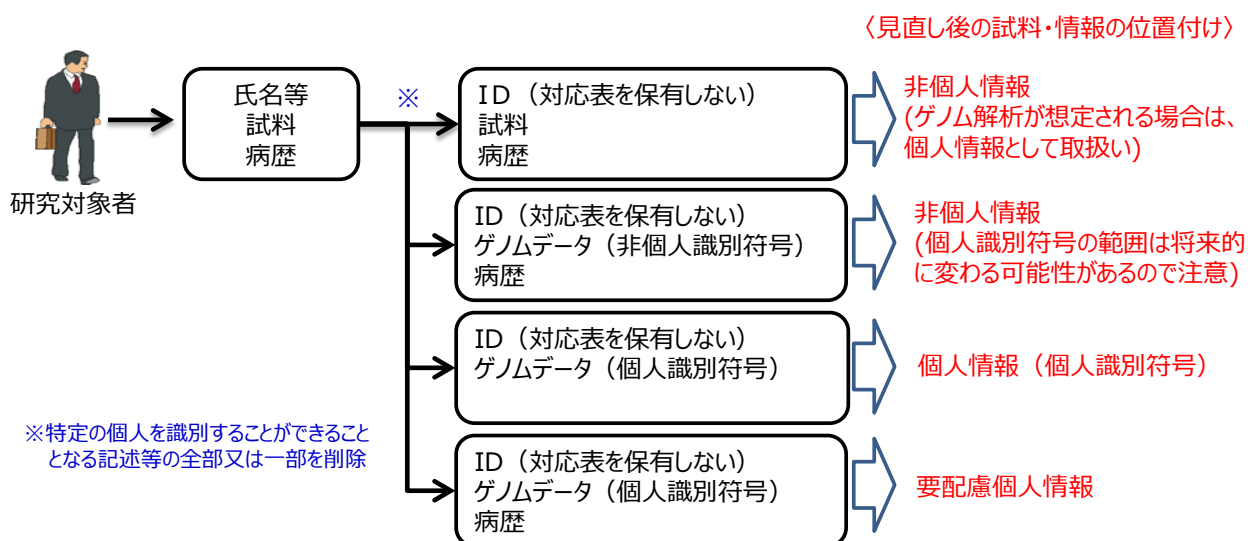 〈見直し後の試料・情報の位置付け〉
研究対象者
氏名等
試料
病歴
※
ID（対応表を保有しない）
試料
病歴
非個人情報
(ゲノム解析が想定される場合は、
個人情報として取扱い)
ID（対応表を保有しない）
ゲノムデータ（非個人識別符号）
病歴
非個人情報
(個人識別符号の範囲は将来的
に変わる可能性があるので注意)
ID（対応表を保有しない）
ゲノムデータ（個人識別符号）
個人情報（個人識別符号）
※特定の個人を識別することができること
となる記述等の全部又は一部を削除
ID（対応表を保有しない）
ゲノムデータ（個人識別符号）
病歴
要配慮個人情報